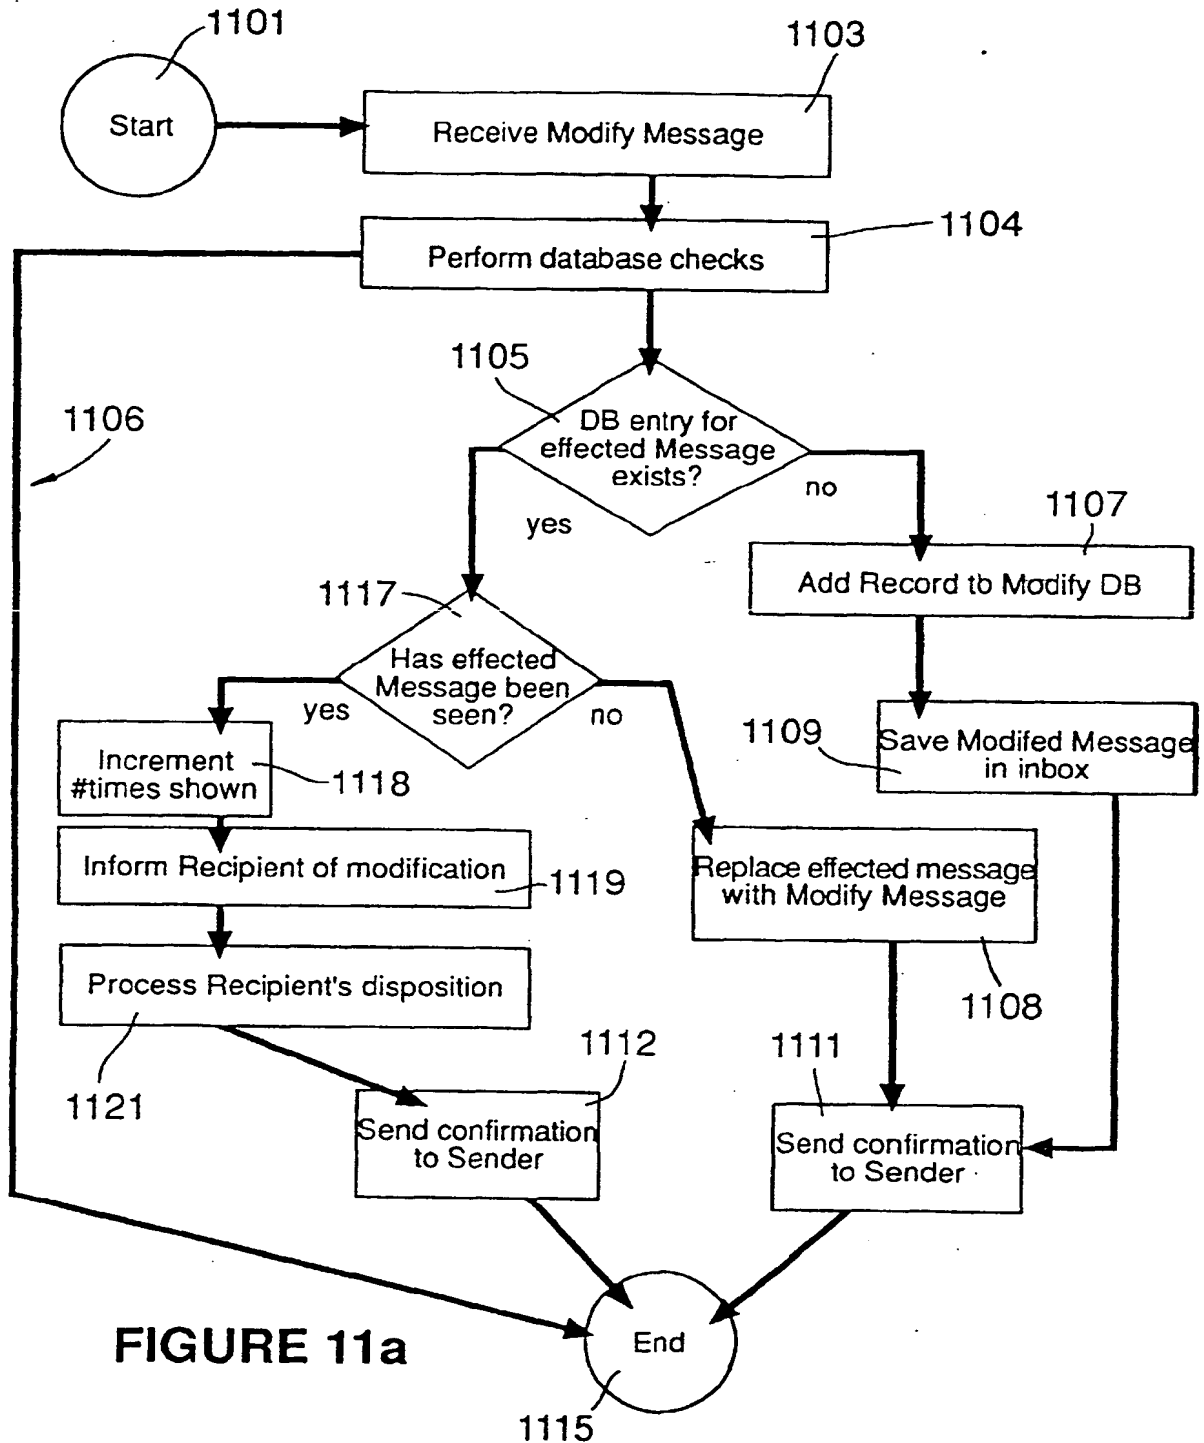 1101
1103
Start
Receive Modify Message
1104
Perform database checks
1105
1106
DB entry for
effected Message
exists?
yes
no
1107
Add Record to Modify DB
1117
Has effected
Message been
seen?
yes
no
1109
Save Modifed Message
in inbox
Increment
#times shown
1118
Inform Recipient of modification
1119
Replace effected message
with Modify Message
1108
Process Recipient's disposition
1121
1112
1111
Send confirmation
to Sender
Send confirmation
to Sender
FIGURE 11a
End
1115